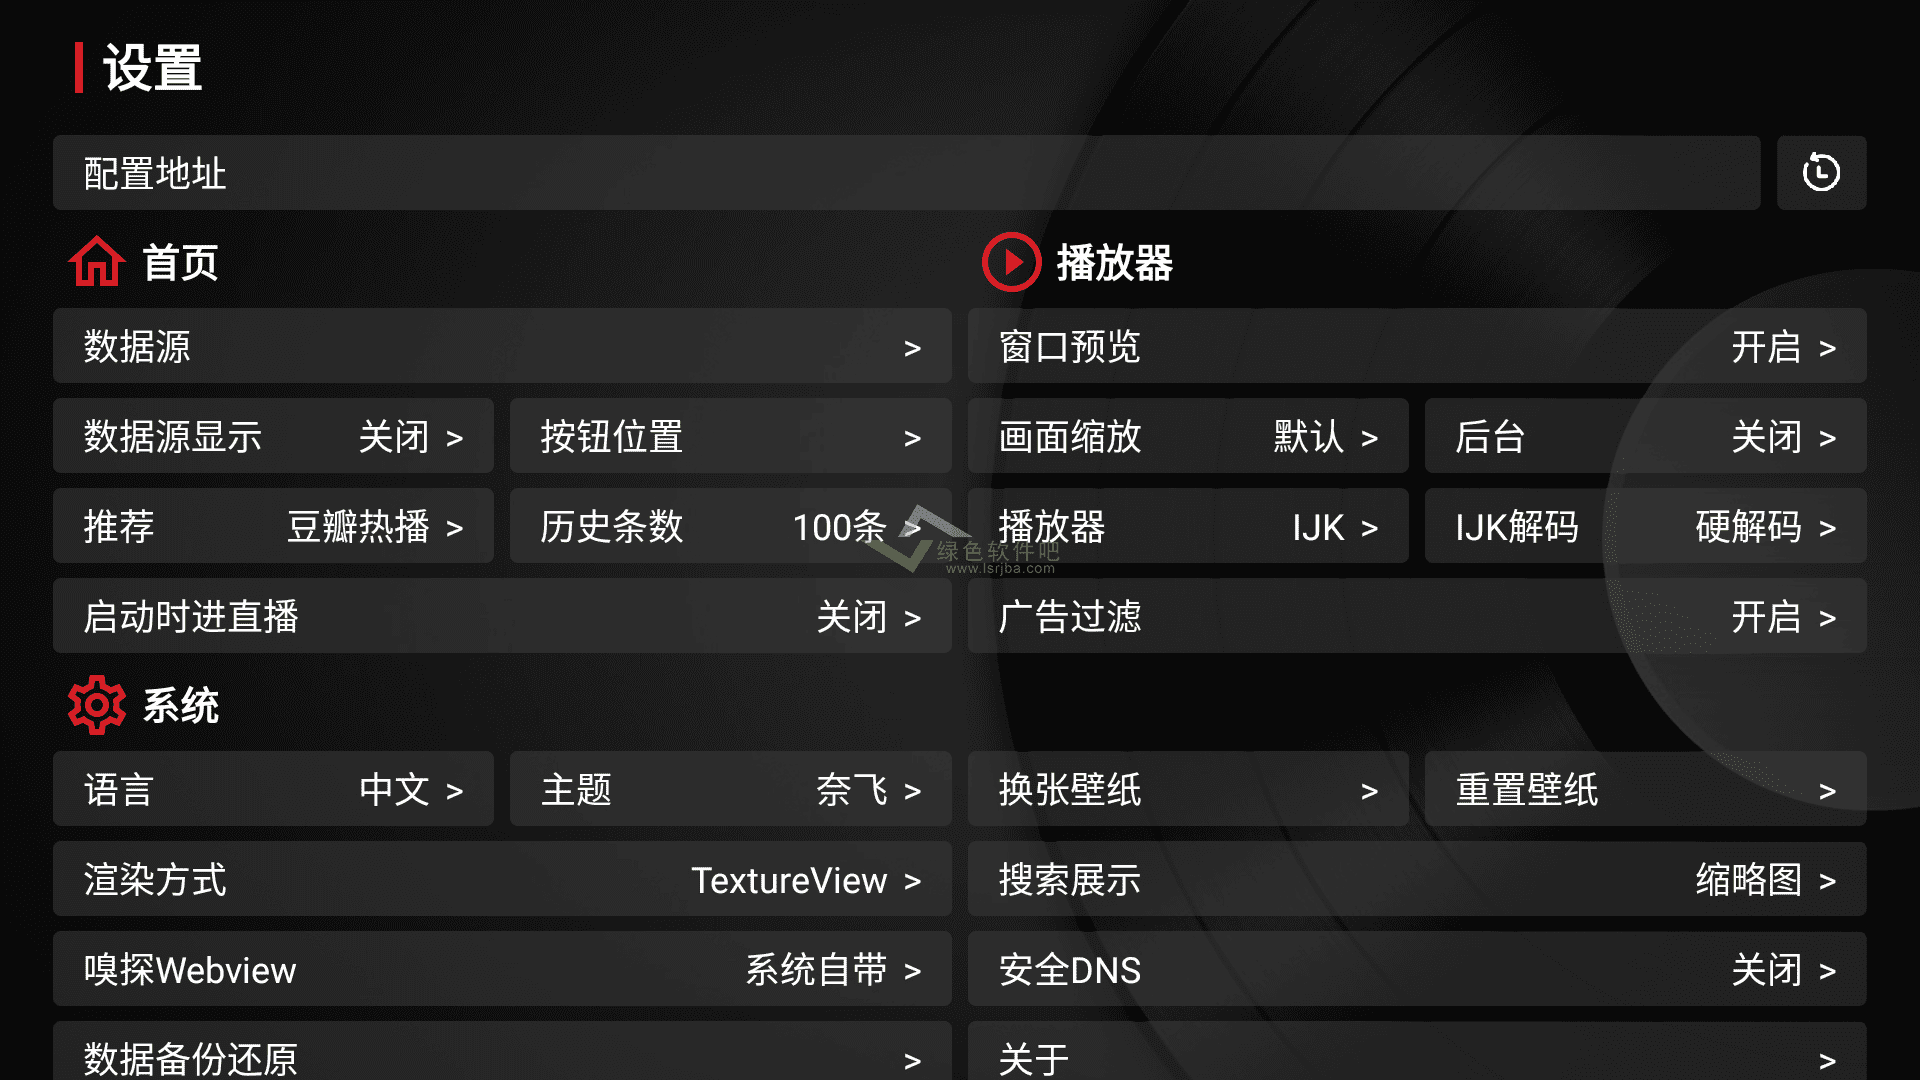 设置
配置地址
首页
播放器
数据源 >
窗口预览 开启 >
数据源显示 关闭 > 按钮位置 >
画面缩放 默认 > 后台 关闭 >
推荐 豆瓣热播 > 历史条数 100条 >
播放器 IJK > IJK解码 硬解码 >
绿色软件吧
www.lsrjba.com
启动时进直播 关闭 >
广告过滤 开启 >
系统
语言 中文 > 主题 奈飞 > 换张壁纸 > 重置壁纸 >
渲染方式 TextureView >
搜索展示 缩略图 >
嗅探Webview 系统自带 >
安全DNS 关闭 >
数据备份还原 >
关于 >